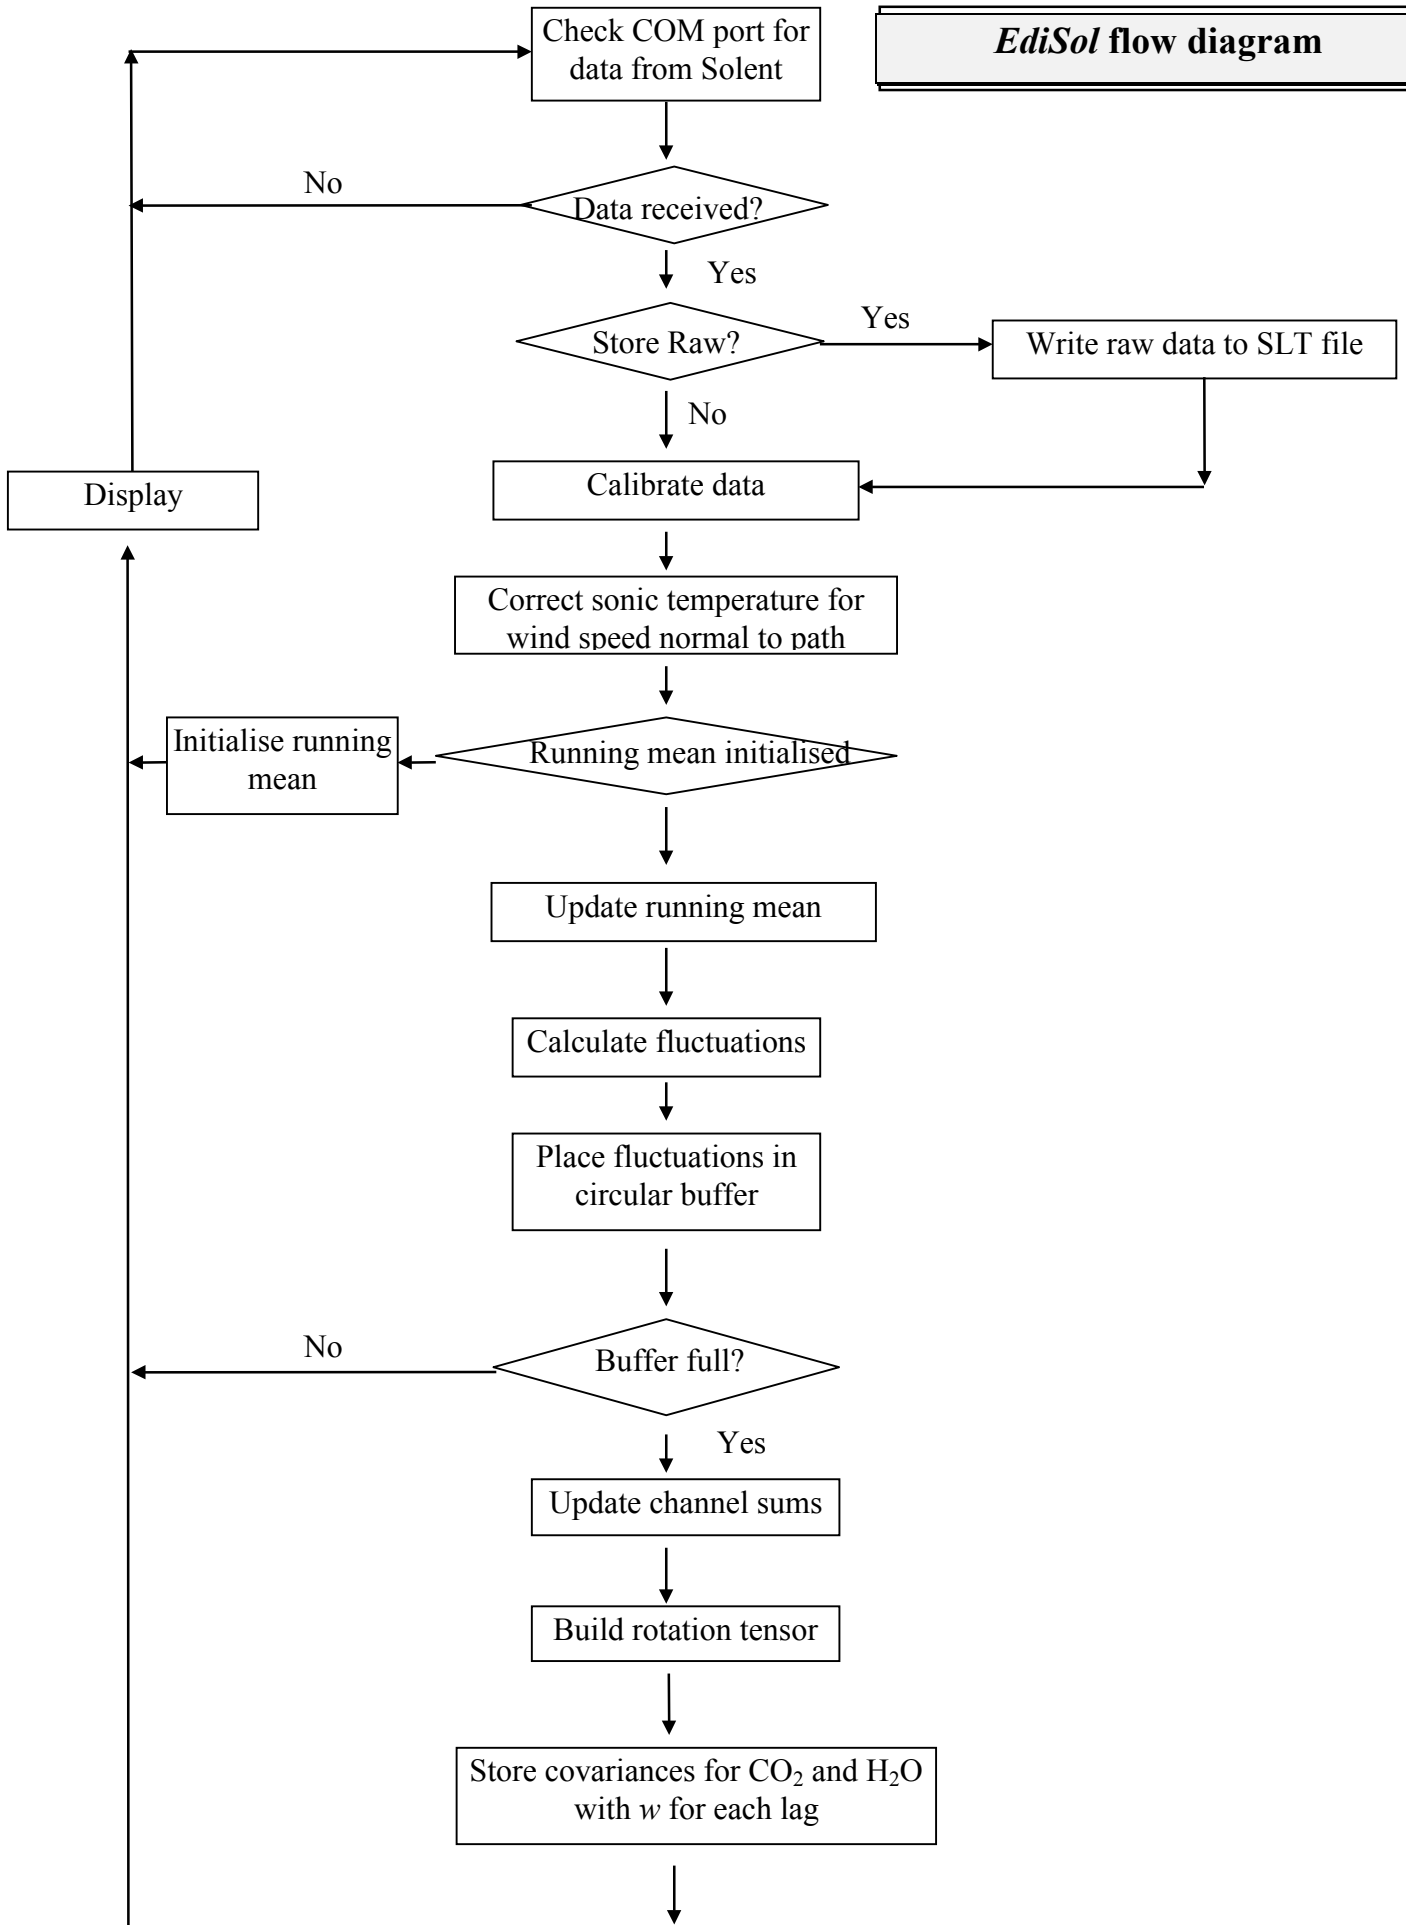 Check COM port for
data from Solent
EdiSol flow diagram
No
Data received?
Yes
Store Raw?
Yes
Write raw data to SLT file
No
Display
Calibrate data
Correct sonic temperature for
wind speed normal to path
Initialise running
mean
Running mean initialised
Update running mean
Calculate fluctuations
Place fluctuations in
circular buffer
No
Buffer full?
Yes
Update channel sums
Build rotation tensor
Store covariances for CO₂ and H₂O
with w for each lag